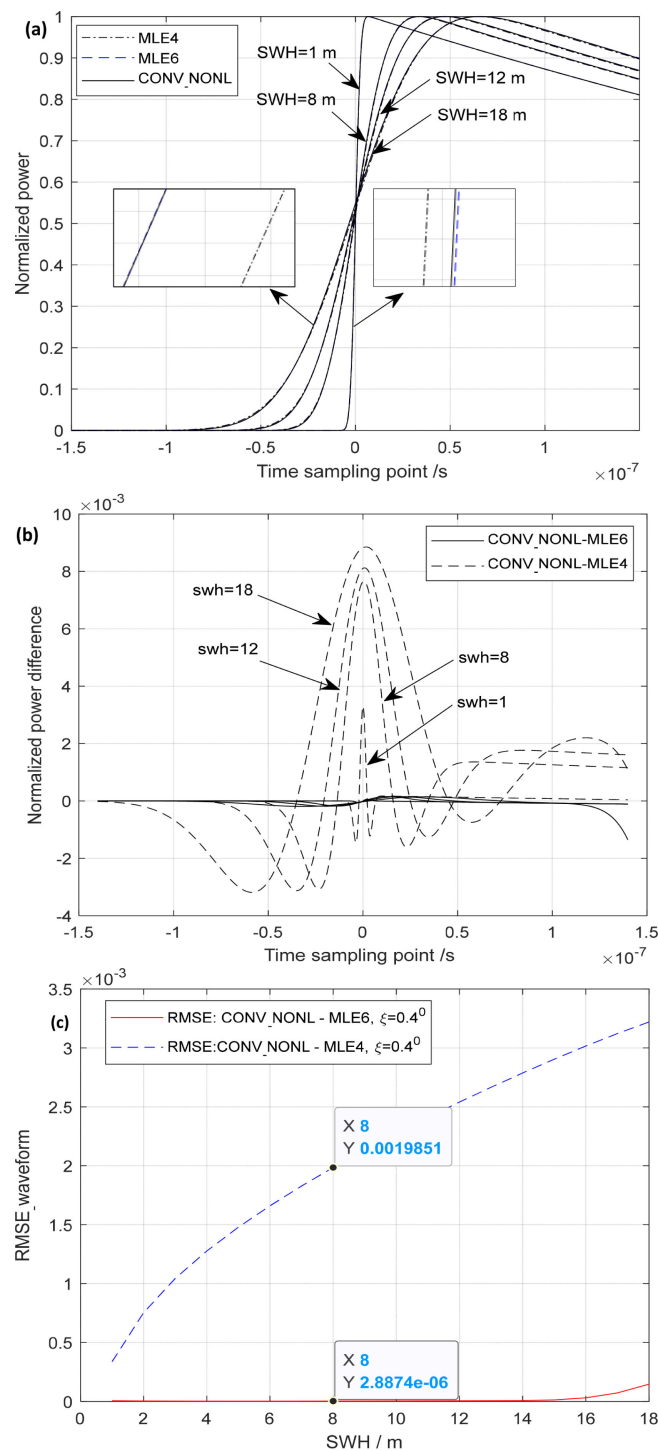 (a)
MLE4
MLE6
CONV_NONL
SWH=1 m
SWH=8 m
SWH=12 m
SWH=18 m
Normalized power
1
0.9
0.8
0.7
0.6
0.5
0.4
0.3
0.2
0.1
0
-1.5 -1 -0.5 0 0.5 1
Time sampling point /s
×10⁻⁷
×10⁻³
(b)
CONV_NONL-MLE6
CONV_NONL-MLE4
swh=18
swh=12
swh=8
swh=1
Normalized power difference
10
8
6
4
2
0
-2
-4
-1.5 -1 -0.5 0 0.5 1 1.5
Time sampling point /s
×10⁻⁷
×10⁻³
(c)
RMSE: CONV_NONL - MLE6, ξ=0.4⁰
RMSE:CONV_NONL - MLE4, ξ=0.4⁰
X 8
Y 0.0019851
X 8
Y 2.8874e-06
RMSE_waveform
3.5
3
2.5
2
1.5
1
0.5
0
0 2 4 6 8 10 12 14 16 18
SWH / m